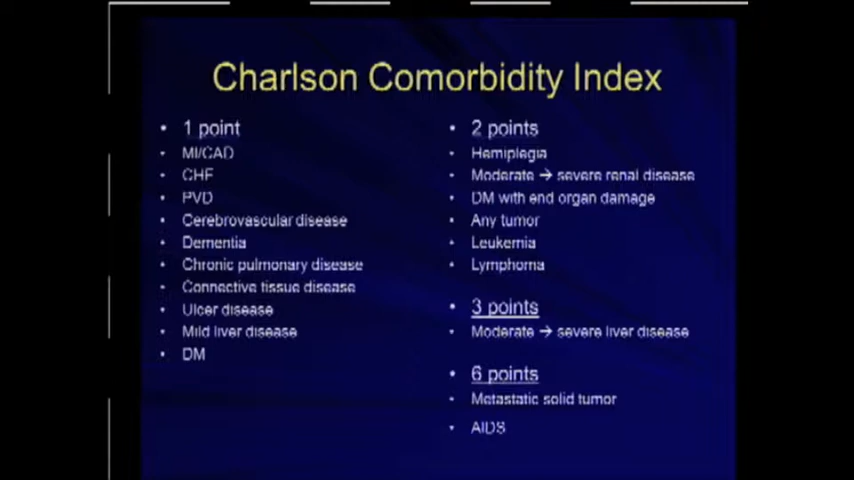 Charlson Comorbidity Index
• 1 point
• MI/CAD
• CHF
• PVD
• Cerebrovascular disease
• Dementia
• Chronic pulmonary disease
• Connective tissue disease
• Ulcer disease
• Mild liver disease
• DM
• 2 points
• Hemiplegia
• Moderate → severe renal disease
• DM with end organ damage
• Any tumor
• Leukemia
• Lymphoma
• 3 points
• Moderate → severe liver disease
• 6 points
• Metastatic solid tumor
• AIDS